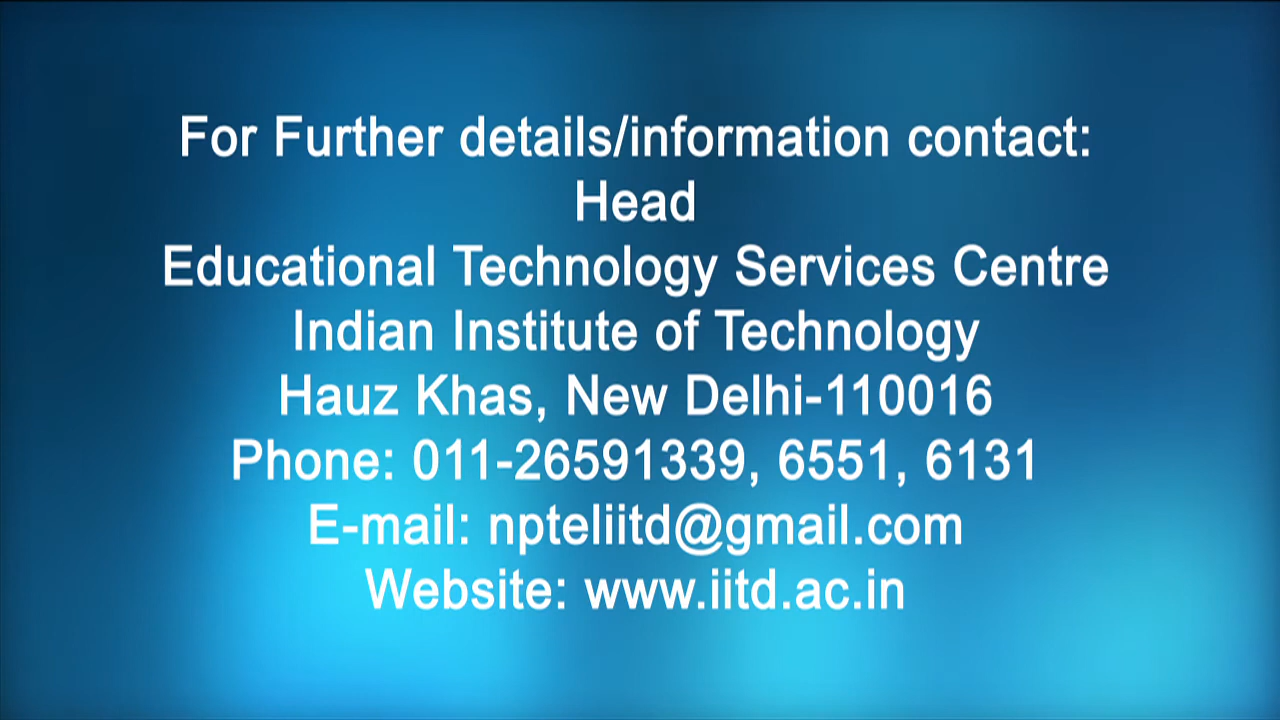 For Further details/information contact:
Head
Educational Technology Services Centre
Indian Institute of Technology
Hauz Khas, New Delhi-110016
Phone: 011-26591339, 6551, 6131
E-mail: npteliitd@gmail.com
Website: www.iitd.ac.in